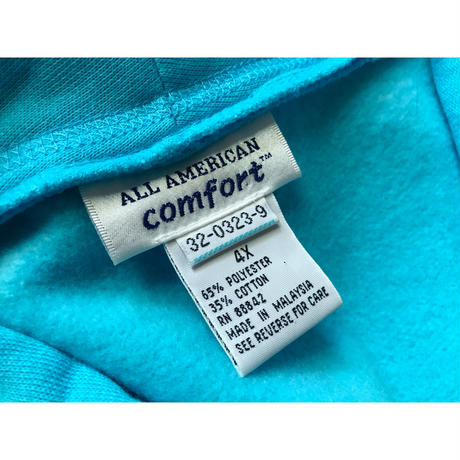 ALL AMERICAN
comfort™
32-0323-9
4X
65% POLYESTER
35% COTTON
RN 88842
MADE IN MALAYSIA
SEE REVERSE FOR CARE